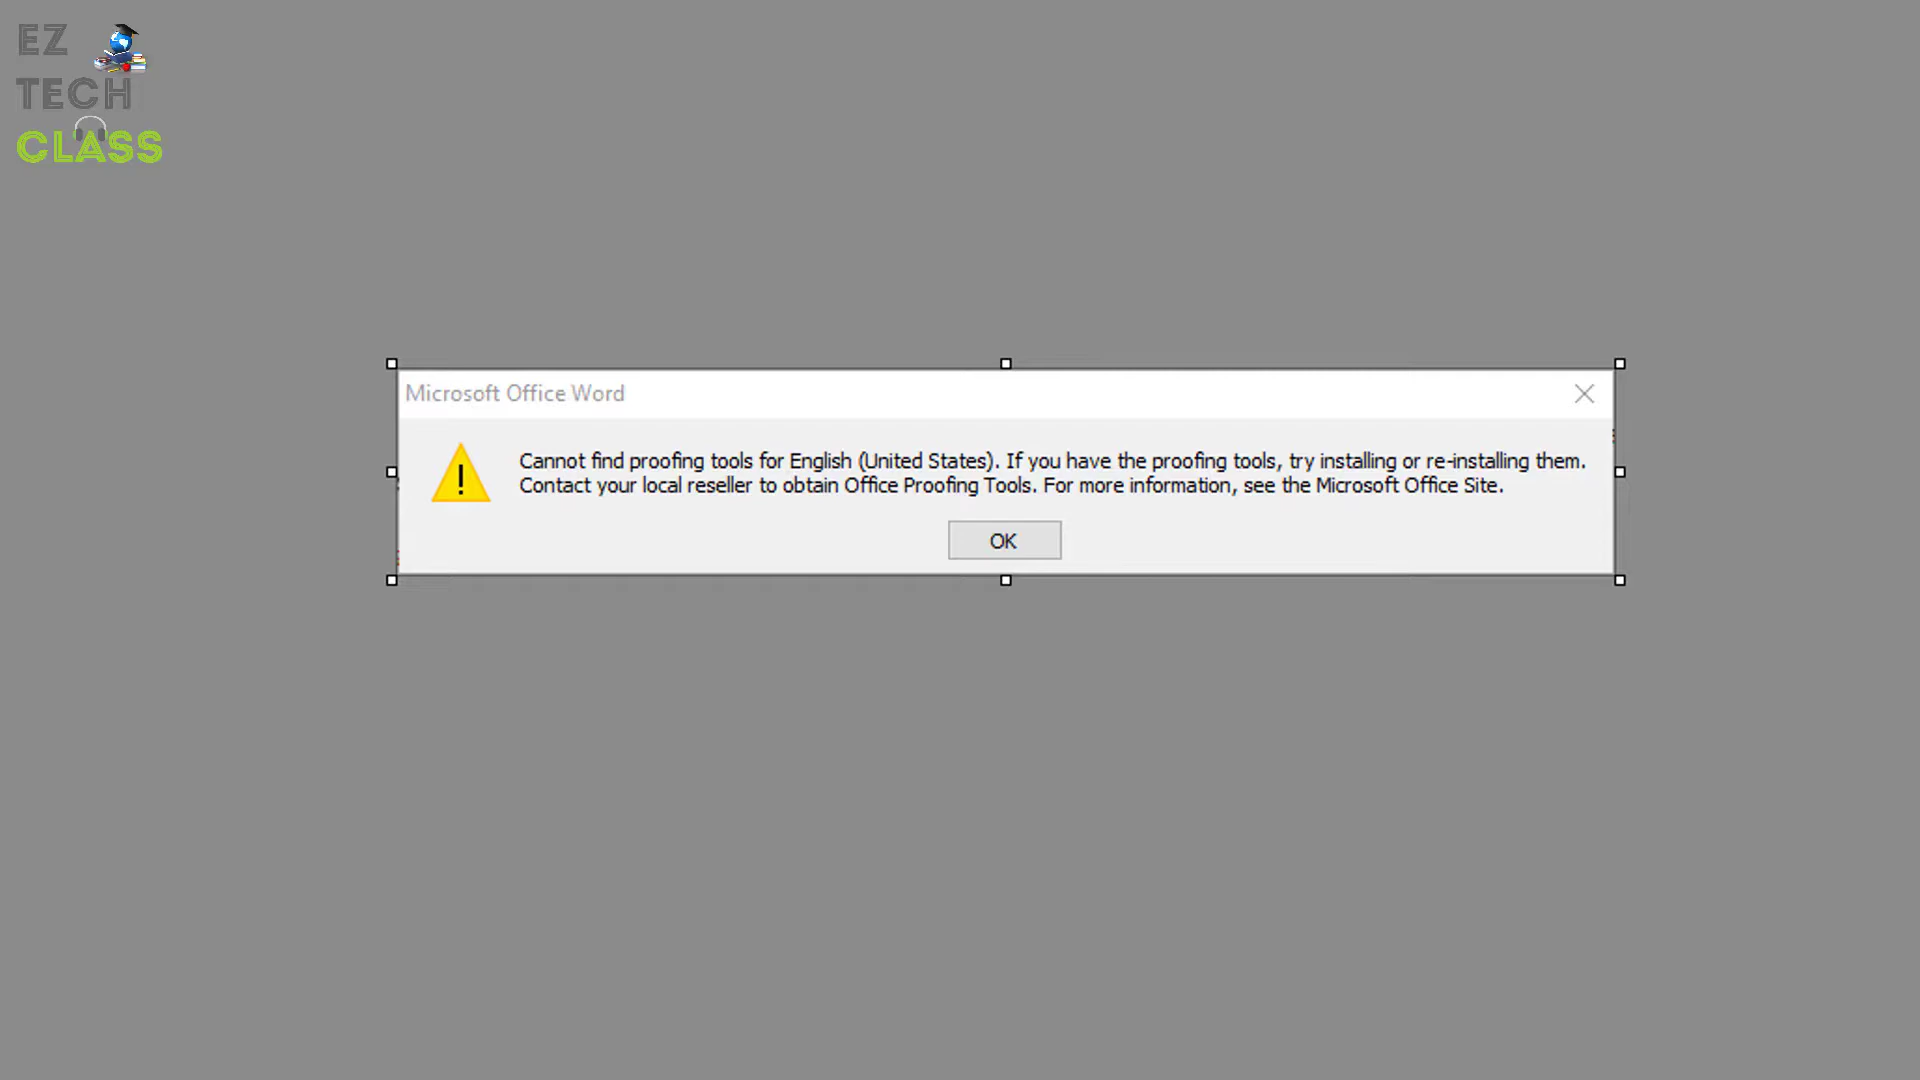 EZ
TECH
CLASS
Microsoft Office Word
Cannot find proofing tools for English (United States). If you have the proofing tools, try installing or re-installing them.
Contact your local reseller to obtain Office Proofing Tools. For more information, see the Microsoft Office Site.
OK